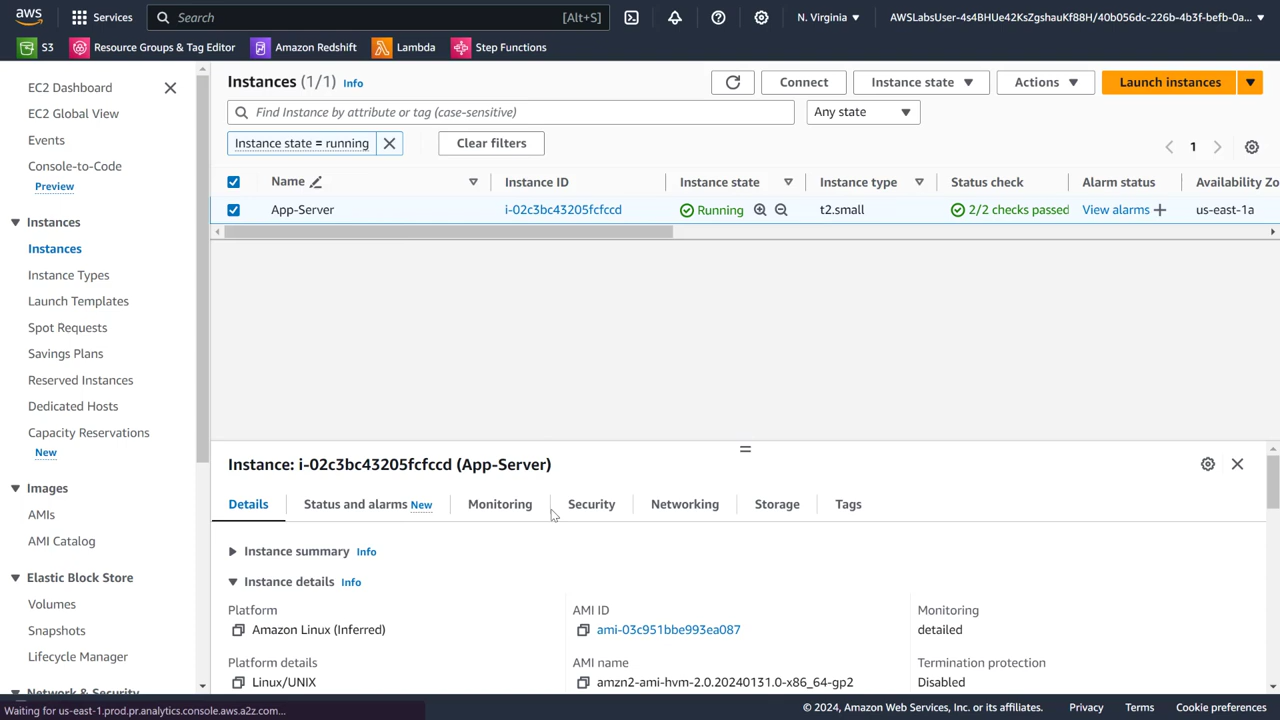 aws
Services
Search
[Alt+S]
N. Virginia
AWSLabsUser-4s4BHUe42KsZgshauKf88H/40b056dc-226b-4b3f-befb-0a...
S3
Resource Groups & Tag Editor
Amazon Redshift
Lambda
Step Functions
EC2 Dashboard
EC2 Global View
Events
Console-to-Code
Preview
Instances
Instances
Instance Types
Launch Templates
Spot Requests
Savings Plans
Reserved Instances
Dedicated Hosts
Capacity Reservations
New
Images
AMIs
AMI Catalog
Elastic Block Store
Volumes
Snapshots
Lifecycle Manager
Network & Security
Instances (1/1) Info
Connect
Instance state
Actions
Launch instances
Find Instance by attribute or tag (case-sensitive)
Any state
Instance state = running
Clear filters
1
Name
Instance ID
Instance state
Instance type
Status check
Alarm status
Availability Zo
App-Server
i-02c3bc43205fcfccd
Running
t2.small
2/2 checks passed
View alarms
us-east-1a
Instance: i-02c3bc43205fcfccd (App-Server)
Details
Status and alarms New
Monitoring
Security
Networking
Storage
Tags
Instance summary Info
Instance details Info
Platform
Amazon Linux (Inferred)
AMI ID
ami-03c951bbe993ea087
Monitoring
detailed
Platform details
Linux/UNIX
AMI name
amzn2-ami-hvm-2.0.20240131.0-x86_64-gp2
Termination protection
Disabled
Waiting for us-east-1.prod.pr.analytics.console.aws.a2z.com...
© 2024, Amazon Web Services, Inc. or its affiliates.
Privacy
Terms
Cookie preferences